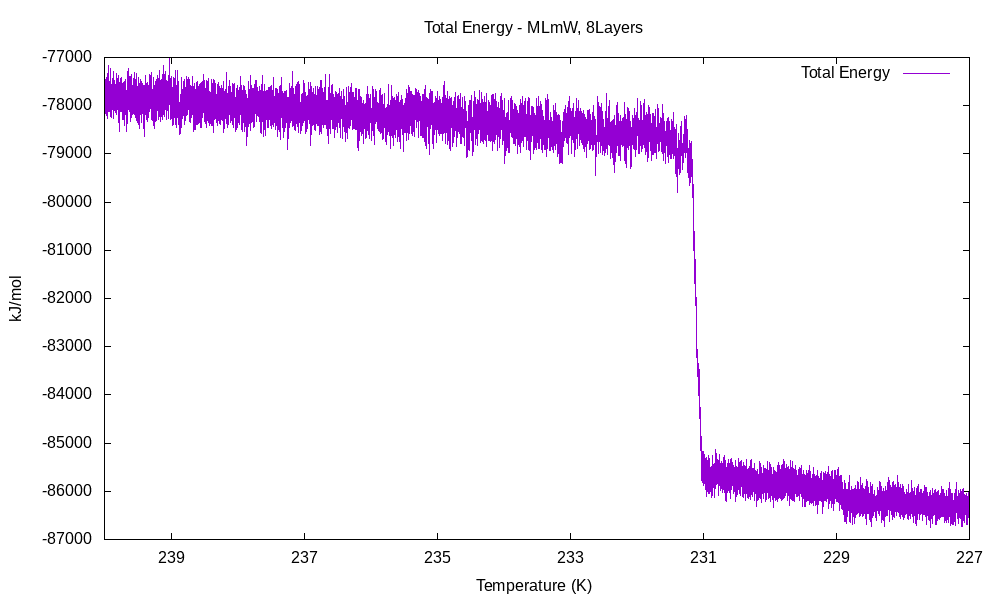 Total Energy - MLmW, 8Layers
-77000
Total Energy
-78000
-79000
-80000
-81000
-82000
kJ/mol
-83000
-84000
-85000
-86000
-87000
239 237 235 233 231 229 227
Temperature (K)